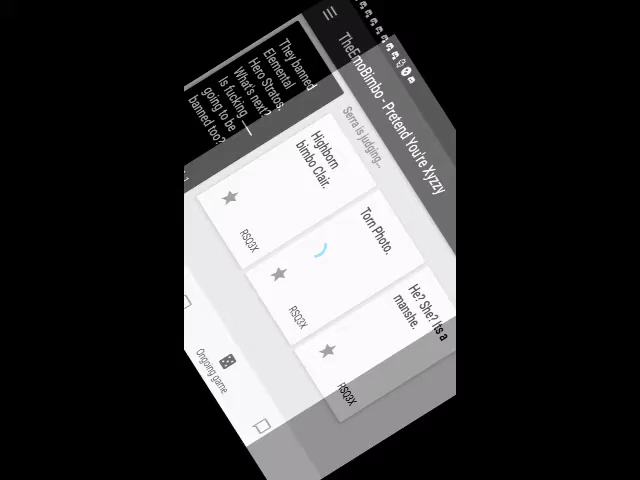 TheEmoBimbo - Pretend You're Xyzzy
They banned
Elemental
Hero Stratos.
What's next?
Is fucking
going to be
banned too?
Serra is judging...
Highborn
bimbo Clair.
RSQ3X
Torn Photo.
RSQ3X
He? She? Its a
manshe.
RSQ3X
Ongoing game